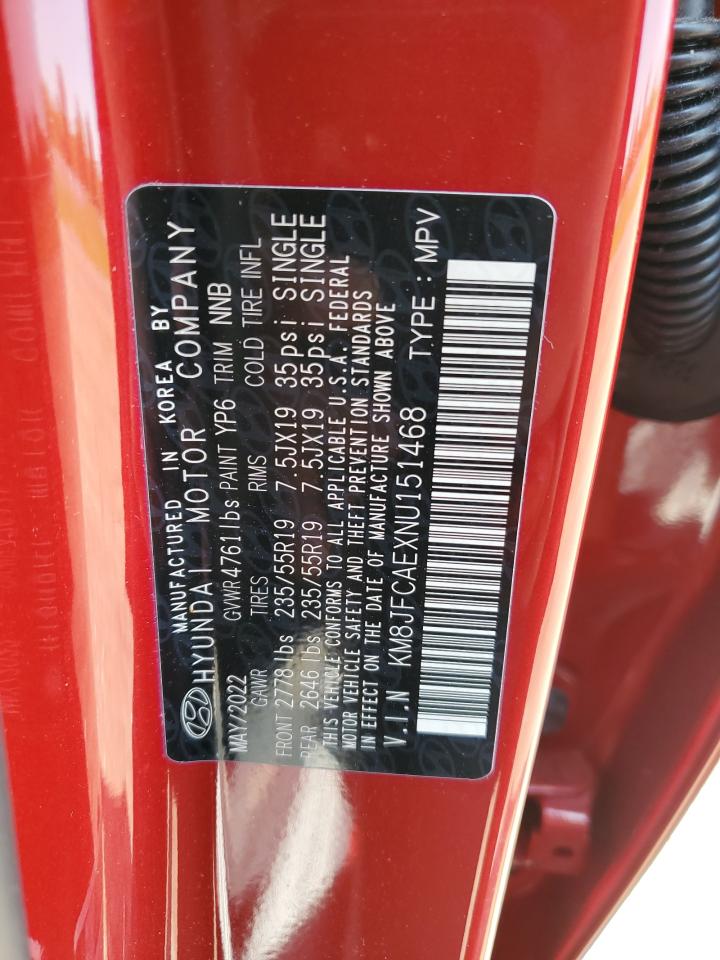 MANUFACTURED IN KOREA BY
HYUNDAI MOTOR COMPANY
MAY/2022 GVWR 4761 lbs PAINT YP6 TRIM NNB
GAWR TIRES RIMS COLD TIRE INFL
FRONT 2778 lbs 235/55R19 7.5JX19 35psi SINGLE
REAR 2646 lbs 235/55R19 7.5JX19 35psi SINGLE
THIS VEHICLE CONFORMS TO ALL APPLICABLE U.S.A. FEDERAL
MOTOR VEHICLE SAFETY AND THEFT PREVENTION STANDARDS
IN EFFECT ON THE DATE OF MANUFACTURE SHOWN ABOVE
V.I.N KM8JFCAEXNU151468 TYPE : MPV